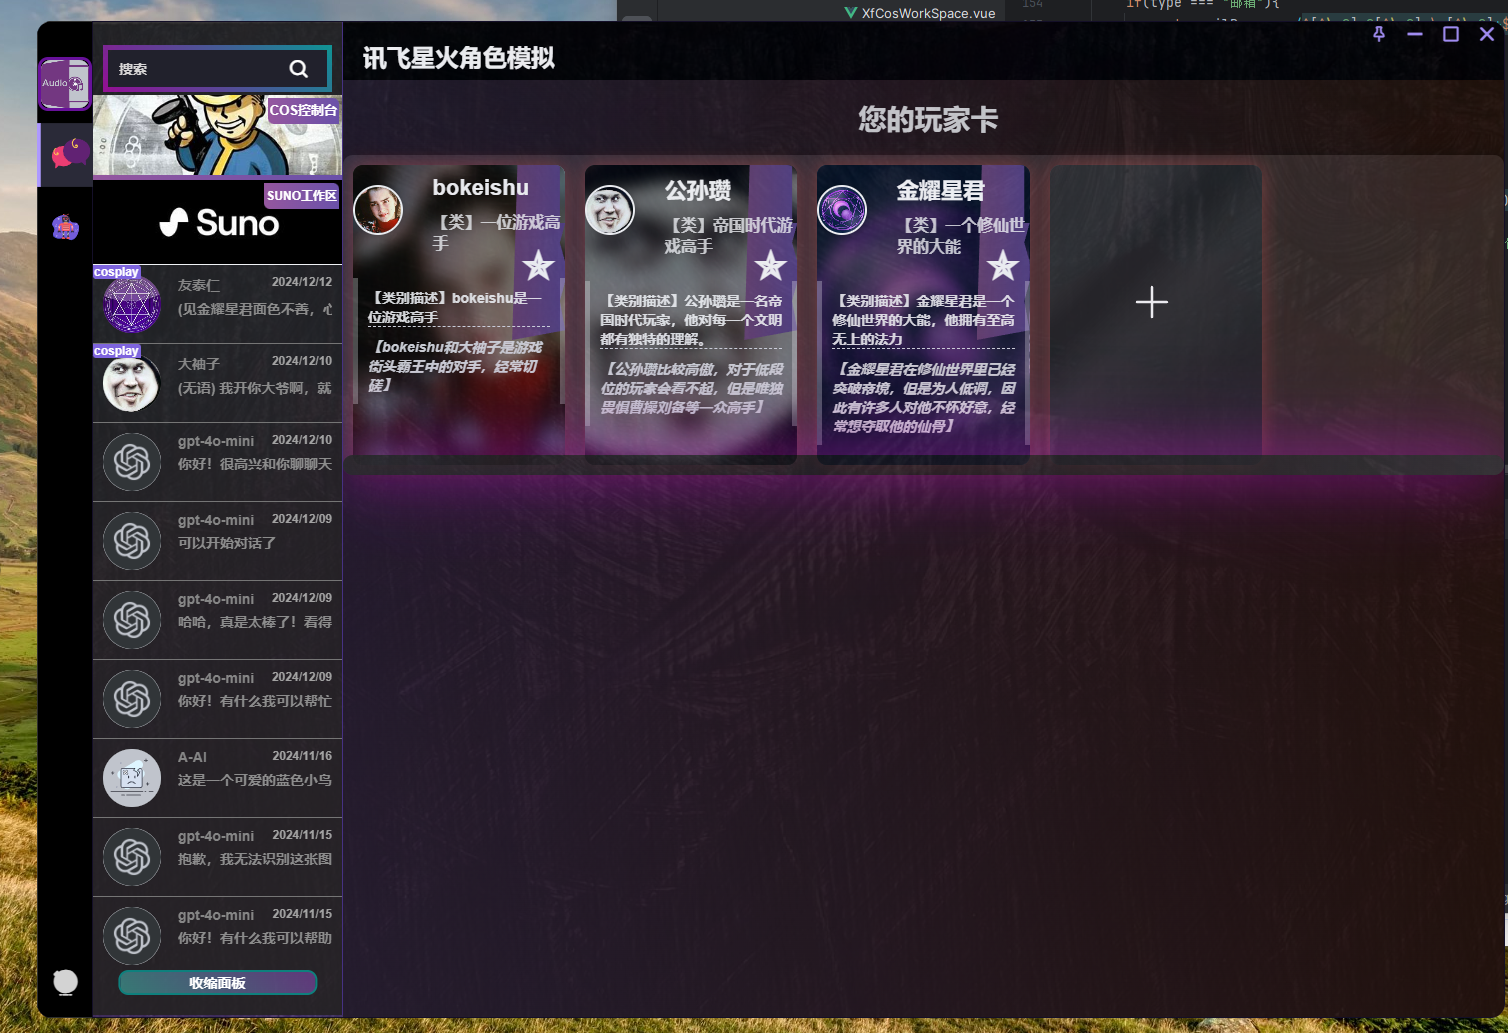 XfCosWorkSpace.vue
154
if(type === "邮箱"){
讯飞星火角色模拟
搜索
Audio
COS控制台
SUNO工作区
Suno
cosplay
友泰仁
2024/12/12
(见金耀星君面色不善，心
cosplay
大袖子
2024/12/10
(无语) 我开你大爷啊，就
gpt-4o-mini
2024/12/10
你好！很高兴和你聊聊天
gpt-4o-mini
2024/12/09
可以开始对话了
gpt-4o-mini
2024/12/09
哈哈，真是太棒了！看得
gpt-4o-mini
2024/12/09
你好！有什么我可以帮忙
A-AI
2024/11/16
这是一个可爱的蓝色小鸟
gpt-4o-mini
2024/11/15
抱歉，我无法识别这张图
gpt-4o-mini
2024/11/15
你好！有什么我可以帮助
收缩面板
您的玩家卡
bokeishu
【类】一位游戏高
手
【类别描述】bokeishu是一
位游戏高手
【bokeishu和大袖子是游戏
街头霸王中的对手，经常切
磋】
公孙瓒
【类】帝国时代游
戏高手
【类别描述】公孙瓒是一名帝
国时代玩家，他对每一个文明
都有独特的理解。
【公孙瓒比较高傲，对于低段
位的玩家会看不起，但是唯独
畏惧曹操刘备等一众高手】
金耀星君
【类】一个修仙世
界的大能
【类别描述】金耀星君是一个
修仙世界的大能，他拥有至高
无上的法力
【金耀星君在修仙世界里已经
突破帝境，但是为人低调，因
此有许多人对他不怀好意，经
常想夺取他的仙骨】